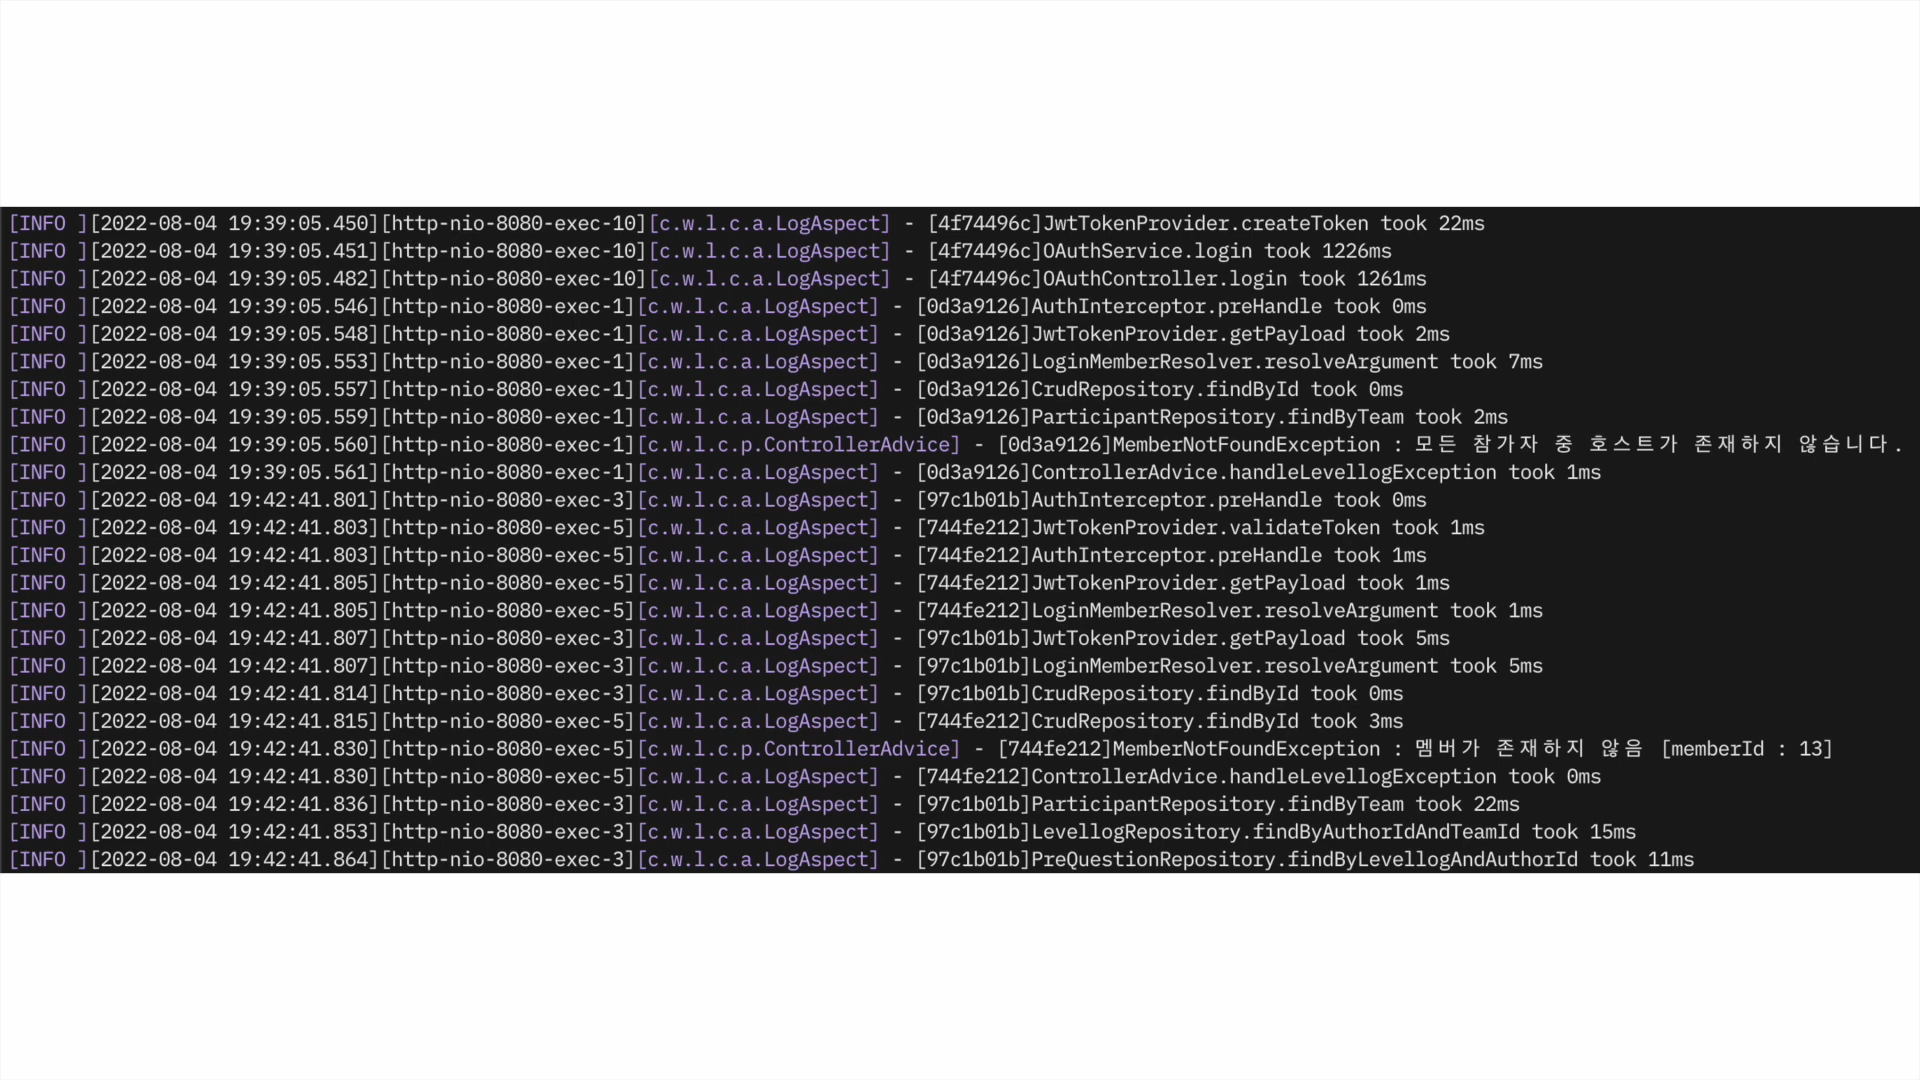 [INFO ][2022-08-04 19:39:05.450][http-nio-8080-exec-10][c.w.l.c.a.LogAspect] - [4f74496c]JwtTokenProvider.createToken took 22ms
[INFO ][2022-08-04 19:39:05.451][http-nio-8080-exec-10][c.w.l.c.a.LogAspect] - [4f74496c]OAuthService.login took 1226ms
[INFO ][2022-08-04 19:39:05.482][http-nio-8080-exec-10][c.w.l.c.a.LogAspect] - [4f74496c]OAuthController.login took 1261ms
[INFO ][2022-08-04 19:39:05.546][http-nio-8080-exec-1][c.w.l.c.a.LogAspect] - [0d3a9126]AuthInterceptor.preHandle took 0ms
[INFO ][2022-08-04 19:39:05.548][http-nio-8080-exec-1][c.w.l.c.a.LogAspect] - [0d3a9126]JwtTokenProvider.getPayload took 2ms
[INFO ][2022-08-04 19:39:05.553][http-nio-8080-exec-1][c.w.l.c.a.LogAspect] - [0d3a9126]LoginMemberResolver.resolveArgument took 7ms
[INFO ][2022-08-04 19:39:05.557][http-nio-8080-exec-1][c.w.l.c.a.LogAspect] - [0d3a9126]CrudRepository.findById took 0ms
[INFO ][2022-08-04 19:39:05.559][http-nio-8080-exec-1][c.w.l.c.a.LogAspect] - [0d3a9126]ParticipantRepository.findByTeam took 2ms
[INFO ][2022-08-04 19:39:05.560][http-nio-8080-exec-1][c.w.l.c.p.ControllerAdvice] - [0d3a9126]MemberNotFoundException : 모든 참가자 중 호스트가 존재하지 않습니다.
[INFO ][2022-08-04 19:39:05.561][http-nio-8080-exec-1][c.w.l.c.a.LogAspect] - [0d3a9126]ControllerAdvice.handleLevellogException took 1ms
[INFO ][2022-08-04 19:42:41.801][http-nio-8080-exec-3][c.w.l.c.a.LogAspect] - [97c1b01b]AuthInterceptor.preHandle took 0ms
[INFO ][2022-08-04 19:42:41.803][http-nio-8080-exec-5][c.w.l.c.a.LogAspect] - [744fe212]JwtTokenProvider.validateToken took 1ms
[INFO ][2022-08-04 19:42:41.803][http-nio-8080-exec-5][c.w.l.c.a.LogAspect] - [744fe212]AuthInterceptor.preHandle took 1ms
[INFO ][2022-08-04 19:42:41.805][http-nio-8080-exec-5][c.w.l.c.a.LogAspect] - [744fe212]JwtTokenProvider.getPayload took 1ms
[INFO ][2022-08-04 19:42:41.805][http-nio-8080-exec-5][c.w.l.c.a.LogAspect] - [744fe212]LoginMemberResolver.resolveArgument took 1ms
[INFO ][2022-08-04 19:42:41.807][http-nio-8080-exec-3][c.w.l.c.a.LogAspect] - [97c1b01b]JwtTokenProvider.getPayload took 5ms
[INFO ][2022-08-04 19:42:41.807][http-nio-8080-exec-3][c.w.l.c.a.LogAspect] - [97c1b01b]LoginMemberResolver.resolveArgument took 5ms
[INFO ][2022-08-04 19:42:41.814][http-nio-8080-exec-3][c.w.l.c.a.LogAspect] - [97c1b01b]CrudRepository.findById took 0ms
[INFO ][2022-08-04 19:42:41.815][http-nio-8080-exec-5][c.w.l.c.a.LogAspect] - [744fe212]CrudRepository.findById took 3ms
[INFO ][2022-08-04 19:42:41.830][http-nio-8080-exec-5][c.w.l.c.p.ControllerAdvice] - [744fe212]MemberNotFoundException : 멤버가 존재하지 않음 [memberId : 13]
[INFO ][2022-08-04 19:42:41.830][http-nio-8080-exec-5][c.w.l.c.a.LogAspect] - [744fe212]ControllerAdvice.handleLevellogException took 0ms
[INFO ][2022-08-04 19:42:41.836][http-nio-8080-exec-3][c.w.l.c.a.LogAspect] - [97c1b01b]ParticipantRepository.findByTeam took 22ms
[INFO ][2022-08-04 19:42:41.853][http-nio-8080-exec-3][c.w.l.c.a.LogAspect] - [97c1b01b]LevellogRepository.findByAuthorIdAndTeamId took 15ms
[INFO ][2022-08-04 19:42:41.864][http-nio-8080-exec-3][c.w.l.c.a.LogAspect] - [97c1b01b]PreQuestionRepository.findByLevellogAndAuthorId took 11ms